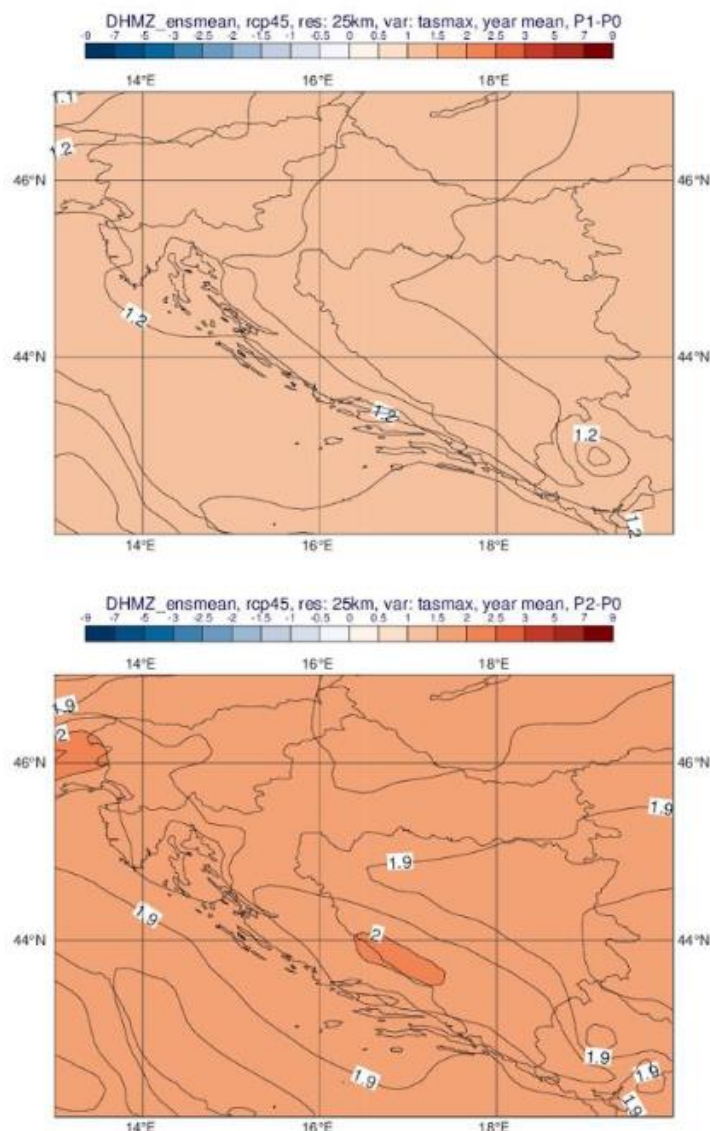 DHMZ_ensmean, rcp45, res: 25km, var: tasmax, year mean, P1-P0
-9 -7 -5 -3 -2.5 -2 -1.5 -1 -0.5 0 0.5 1 1.5 2 2.5 3 5 7 9
14°E 16°E 18°E
1.1
1.2
46°N 46°N
1.2
44°N 44°N
1.2
1.2
1.2
14°E 16°E 18°E
DHMZ_ensmean, rcp45, res: 25km, var: tasmax, year mean, P2-P0
-9 -7 -5 -3 -2.5 -2 -1.5 -1 -0.5 0 0.5 1 1.5 2 2.5 3 5 7 9
14°E 16°E 18°E
1.9
2
46°N 46°N
1.9
1.9
1.9
2
44°N 44°N
1.9
1.9
1.9
1.9
14°E 16°E 18°E